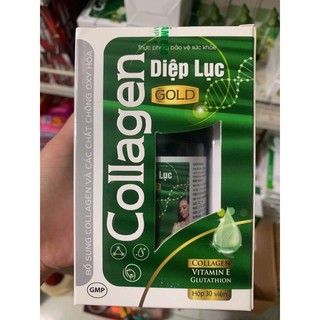 Thực phẩm bảo vệ sức khỏe
Diệp Lục
GOLD
Collagen
BỔ SUNG COLLAGEN VÀ CÁC CHẤT CHỐNG OXY HÓA
Lục
COLLAGEN
VITAMIN E
GLUTATHION
Hộp 30 viên
GMP